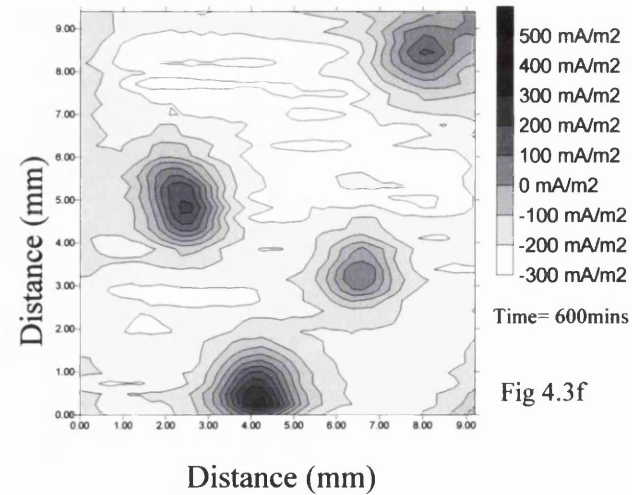 Distance (mm)
9.00
8.00
7.00
6.00
5.00
4.00
3.00
2.00
1.00
0.00
0.00 1.00 2.00 3.00 4.00 5.00 6.00 7.00 8.00 9.00
Distance (mm)
500 mA/m2
400 mA/m2
300 mA/m2
200 mA/m2
100 mA/m2
0 mA/m2
-100 mA/m2
-200 mA/m2
-300 mA/m2
Time= 600mins
Fig 4.3f